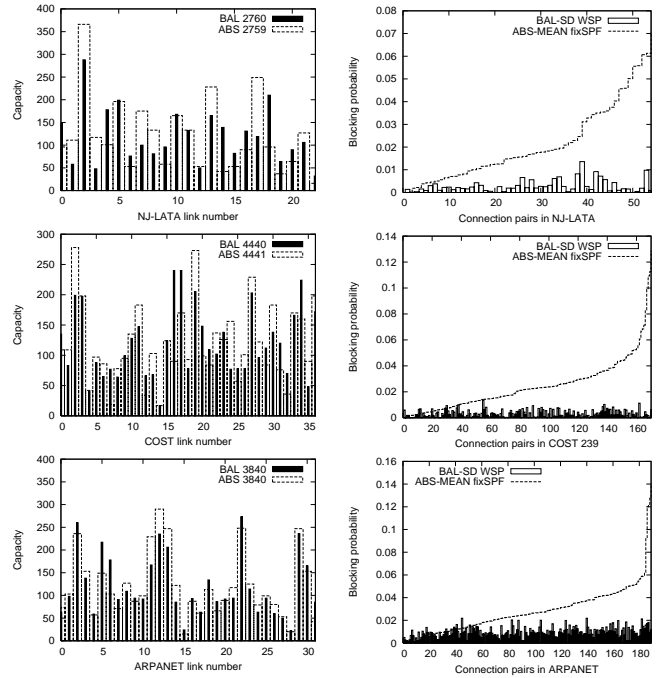 400
350
300
250
200
150
100
50
0
Capacity
BAL 2760
ABS 2759
0 5 10 15 20
NJ-LATA link number
0.08
0.07
0.06
0.05
0.04
0.03
0.02
0.01
0
Blocking probability
BAL-SD WSP
ABS-MEAN fixSPF
0 10 20 30 40 50
Connection pairs in NJ-LATA
300
250
200
150
100
50
0
Capacity
BAL 4440
ABS 4441
0 5 10 15 20 25 30 35
COST link number
0.14
0.12
0.1
0.08
0.06
0.04
0.02
0
Blocking probability
BAL-SD WSP
ABS-MEAN fixSPF
0 20 40 60 80 100 120 140 160
Connection pairs in COST 239
400
350
300
250
200
150
100
50
0
Capacity
BAL 3840
ABS 3840
0 5 10 15 20 25 30
ARPANET link number
0.16
0.14
0.12
0.1
0.08
0.06
0.04
0.02
0
Blocking probability
BAL-SD WSP
ABS-MEAN fixSPF
0 20 40 60 80 100 120 140 160 180
Connection pairs in ARPANET